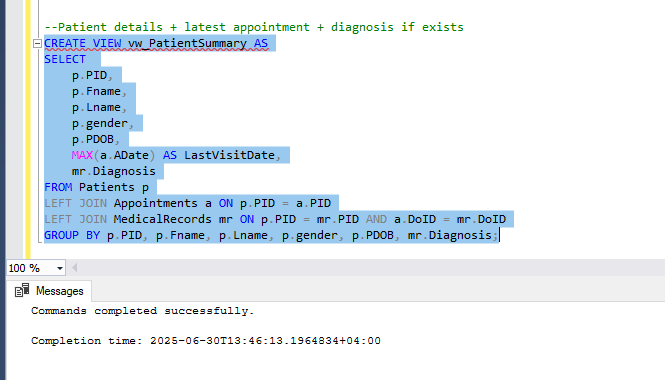 --Patient details + latest appointment + diagnosis if exists
CREATE VIEW vw_PatientSummary AS
SELECT
p.PID,
p.Fname,
p.Lname,
p.gender,
p.PDOB,
MAX(a.ADate) AS LastVisitDate,
mr.Diagnosis
FROM Patients p
LEFT JOIN Appointments a ON p.PID = a.PID
LEFT JOIN MedicalRecords mr ON p.PID = mr.PID AND a.DoID = mr.DoID
GROUP BY p.PID, p.Fname, p.Lname, p.gender, p.PDOB, mr.Diagnosis;
100 %
Messages
Commands completed successfully.
Completion time: 2025-06-30T13:46:13.1964834+04:00